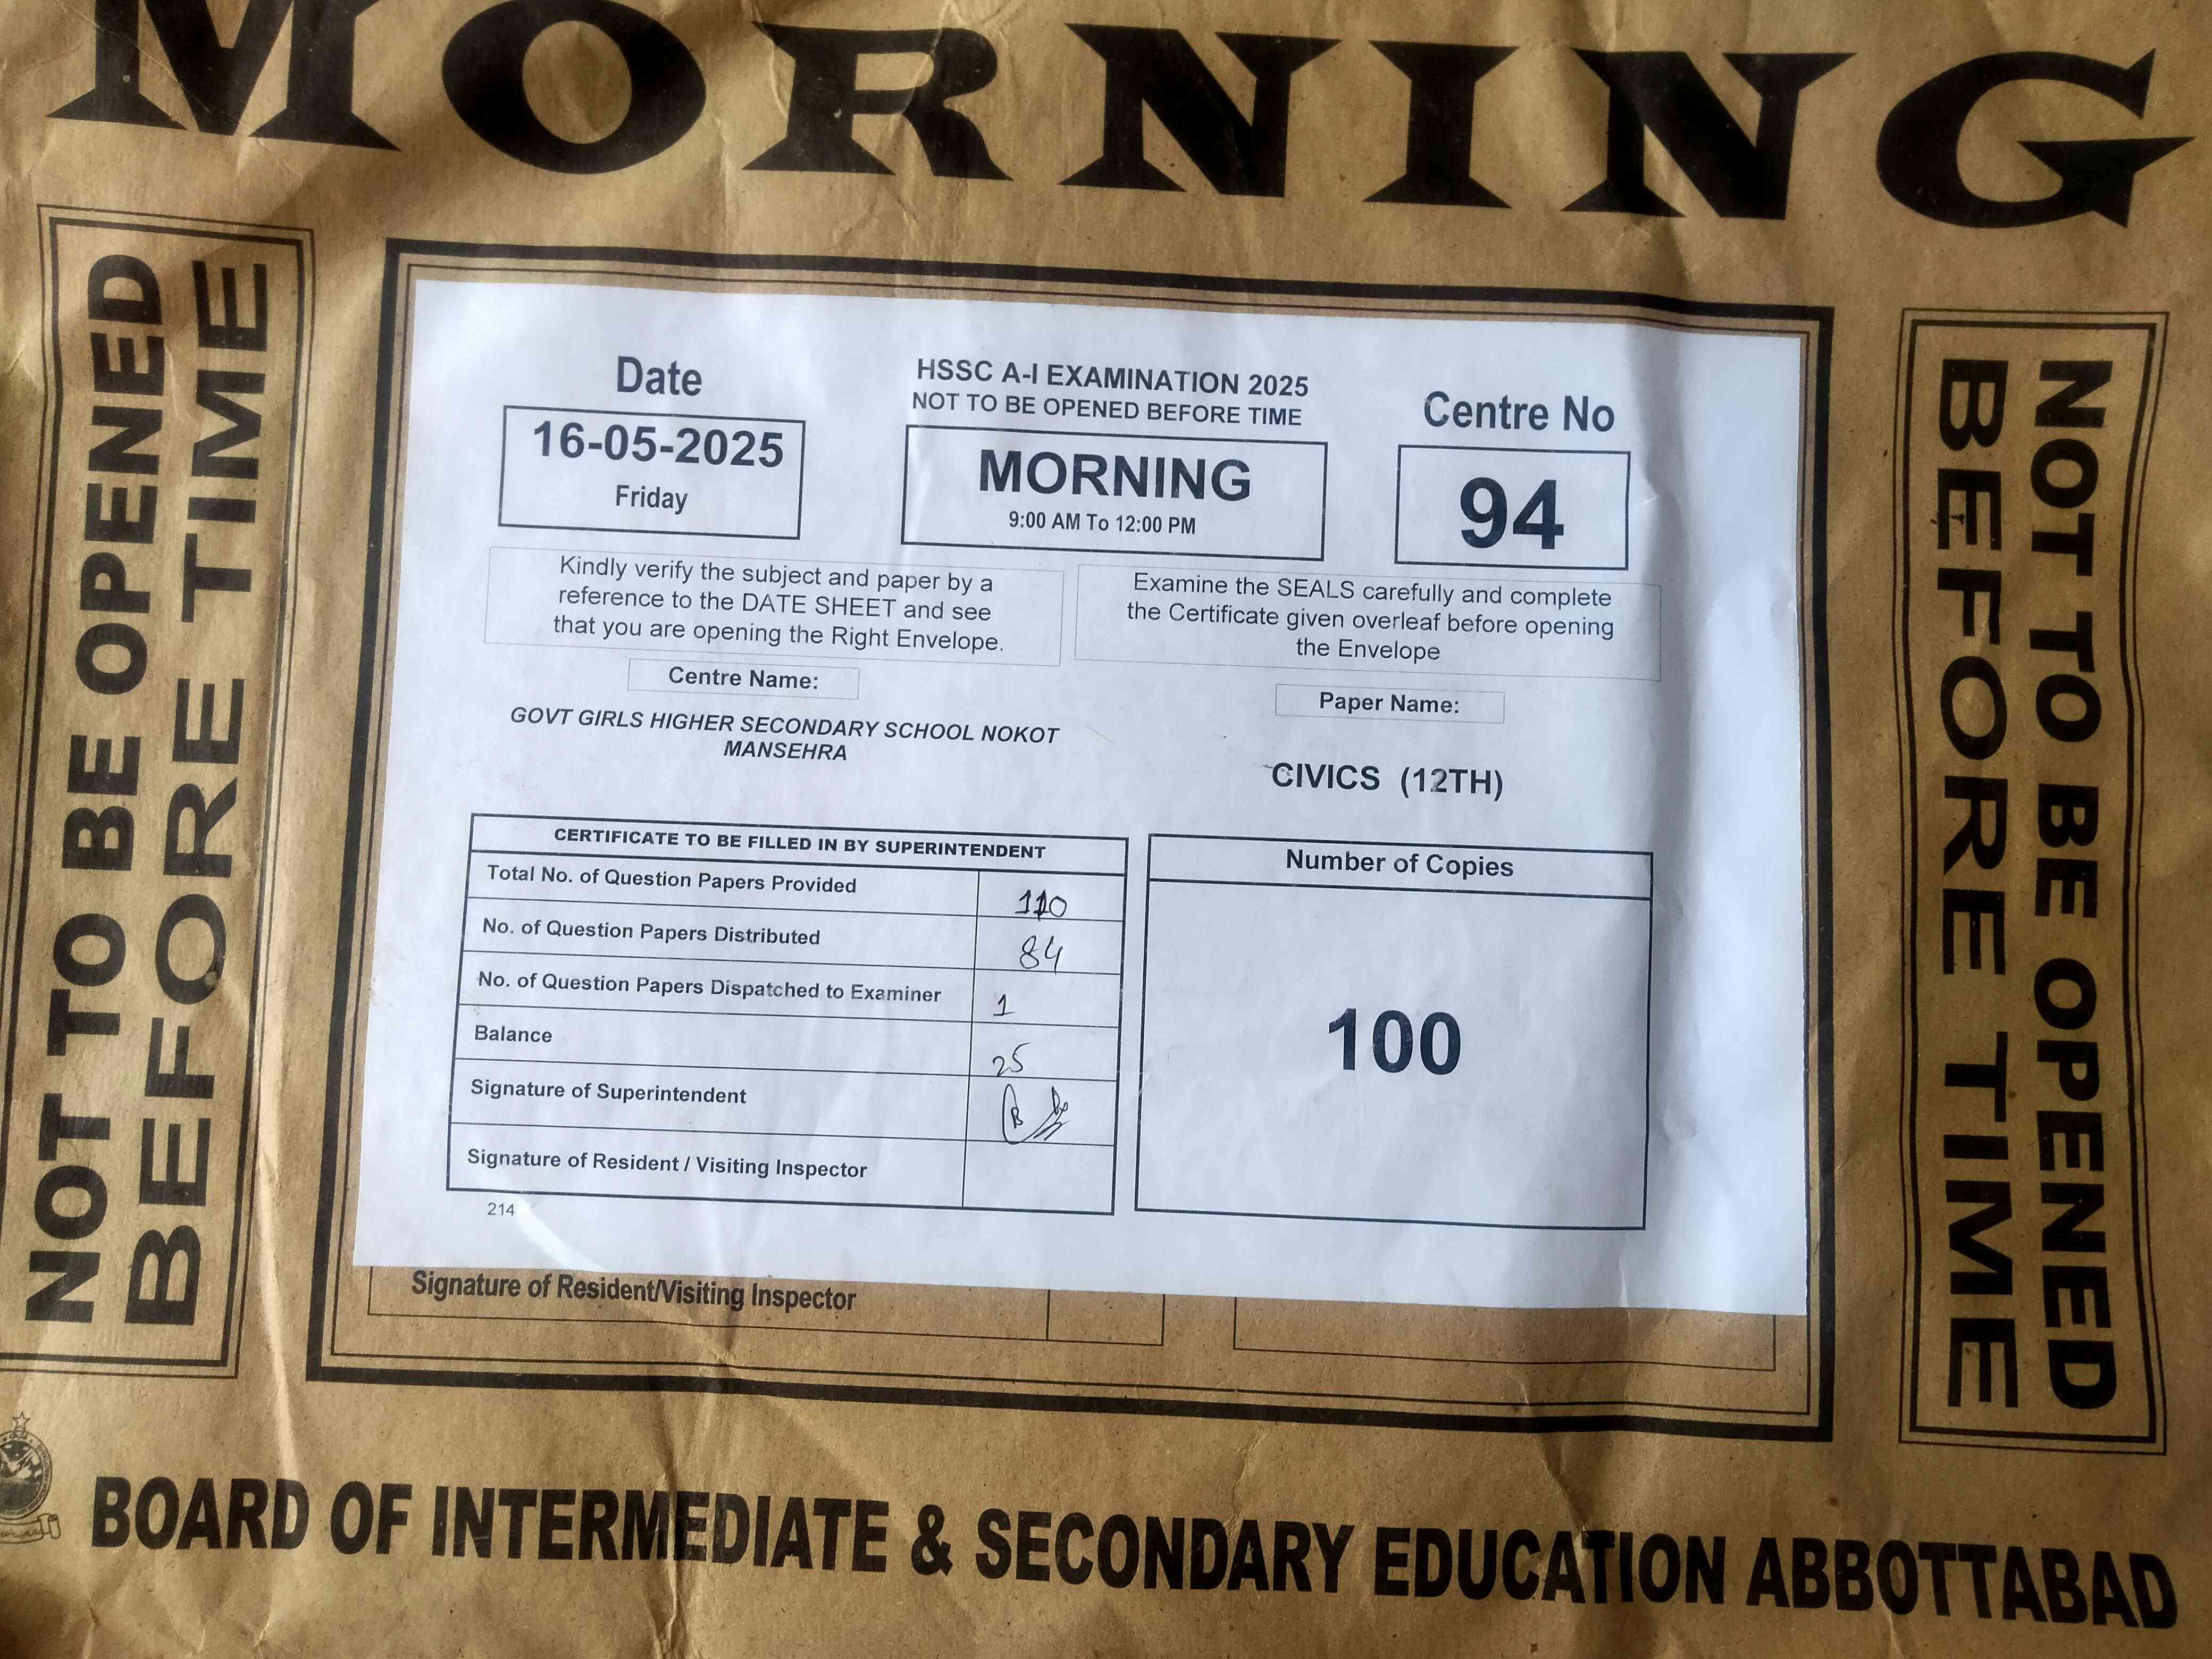 MORNING
NOT TO BE OPENED
BEFORE TIME
Date
16-05-2025
Friday
HSSC A-I EXAMINATION 2025
NOT TO BE OPENED BEFORE TIME
MORNING
9:00 AM To 12:00 PM
Centre No
94
Kindly verify the subject and paper by a
reference to the DATE SHEET and see
that you are opening the Right Envelope.
Examine the SEALS carefully and complete
the Certificate given overleaf before opening
the Envelope
Centre Name:
GOVT GIRLS HIGHER SECONDARY SCHOOL NOKOT
MANSEHRA
Paper Name:
CIVICS (12TH)
CERTIFICATE TO BE FILLED IN BY SUPERINTENDENT
Total No. of Question Papers Provided 110
No. of Question Papers Distributed 84
No. of Question Papers Dispatched to Examiner 1
Balance 25
Signature of Superintendent
Signature of Resident / Visiting Inspector
214
Number of Copies
100
Signature of Resident/Visiting Inspector
NOT TO BE OPENED
BEFORE TIME
BOARD OF INTERMEDIATE & SECONDARY EDUCATION ABBOTTABAD